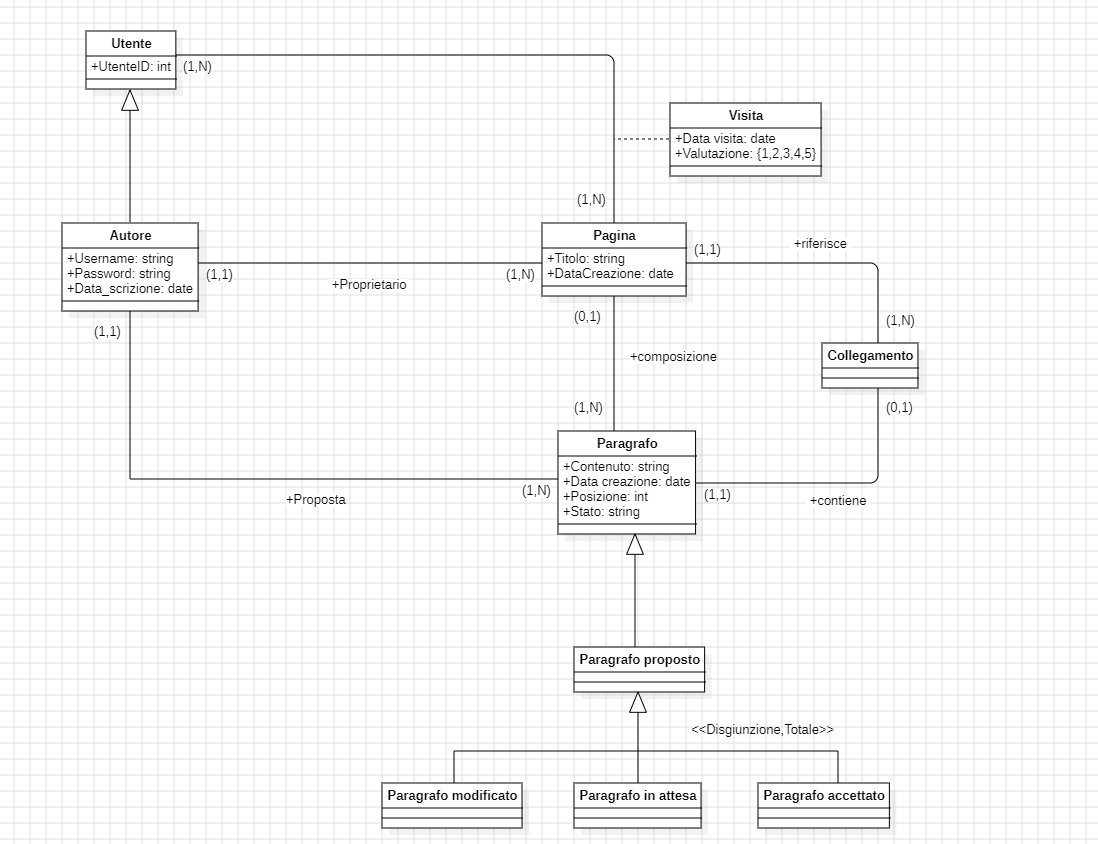 Utente
+UtenteID: int
(1,N)
Visita
+Data visita: date
+Valutazione: {1,2,3,4,5}
(1,N)
Autore
+Username: string
+Password: string
+Data_scrizione: date
(1,1)
+Proprietario
(1,N)
Pagina
+Titolo: string
+DataCreazione: date
(1,1)
+riferisce
(1,N)
Collegamento
(0,1)
(0,1)
+composizione
(1,N)
(1,1)
+Proposta
(1,N)
Paragrafo
+Contenuto: string
+Data creazione: date
+Posizione: int
+Stato: string
(1,1)
+contiene
Paragrafo proposto
<<Disgiunzione,Totale>>
Paragrafo modificato
Paragrafo in attesa
Paragrafo accettato